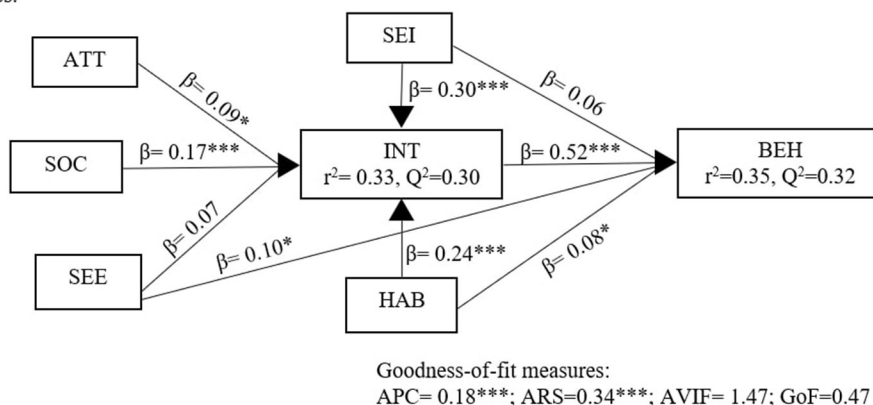 SEI
ATT
β= 0.09*
β= 0.30***
β= 0.06
SOC
β= 0.17***
INT
r²= 0.33, Q²=0.30
β= 0.52***
BEH
r²=0.35, Q²=0.32
β= 0.07
SEE
β= 0.10*
β= 0.24***
β= 0.08*
HAB
Goodness-of-fit measures:
APC= 0.18***; ARS=0.34***; AVIF= 1.47; GoF=0.47